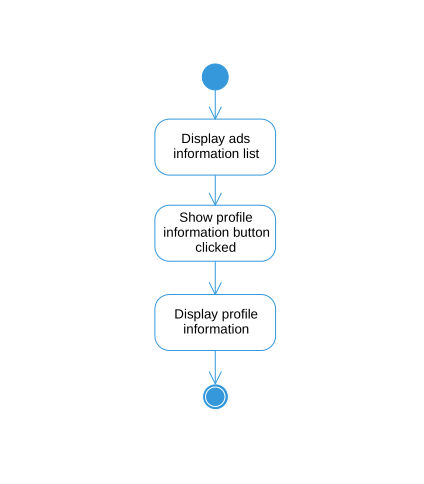 Display ads
information list
Show profile
information button
clicked
Display profile
information